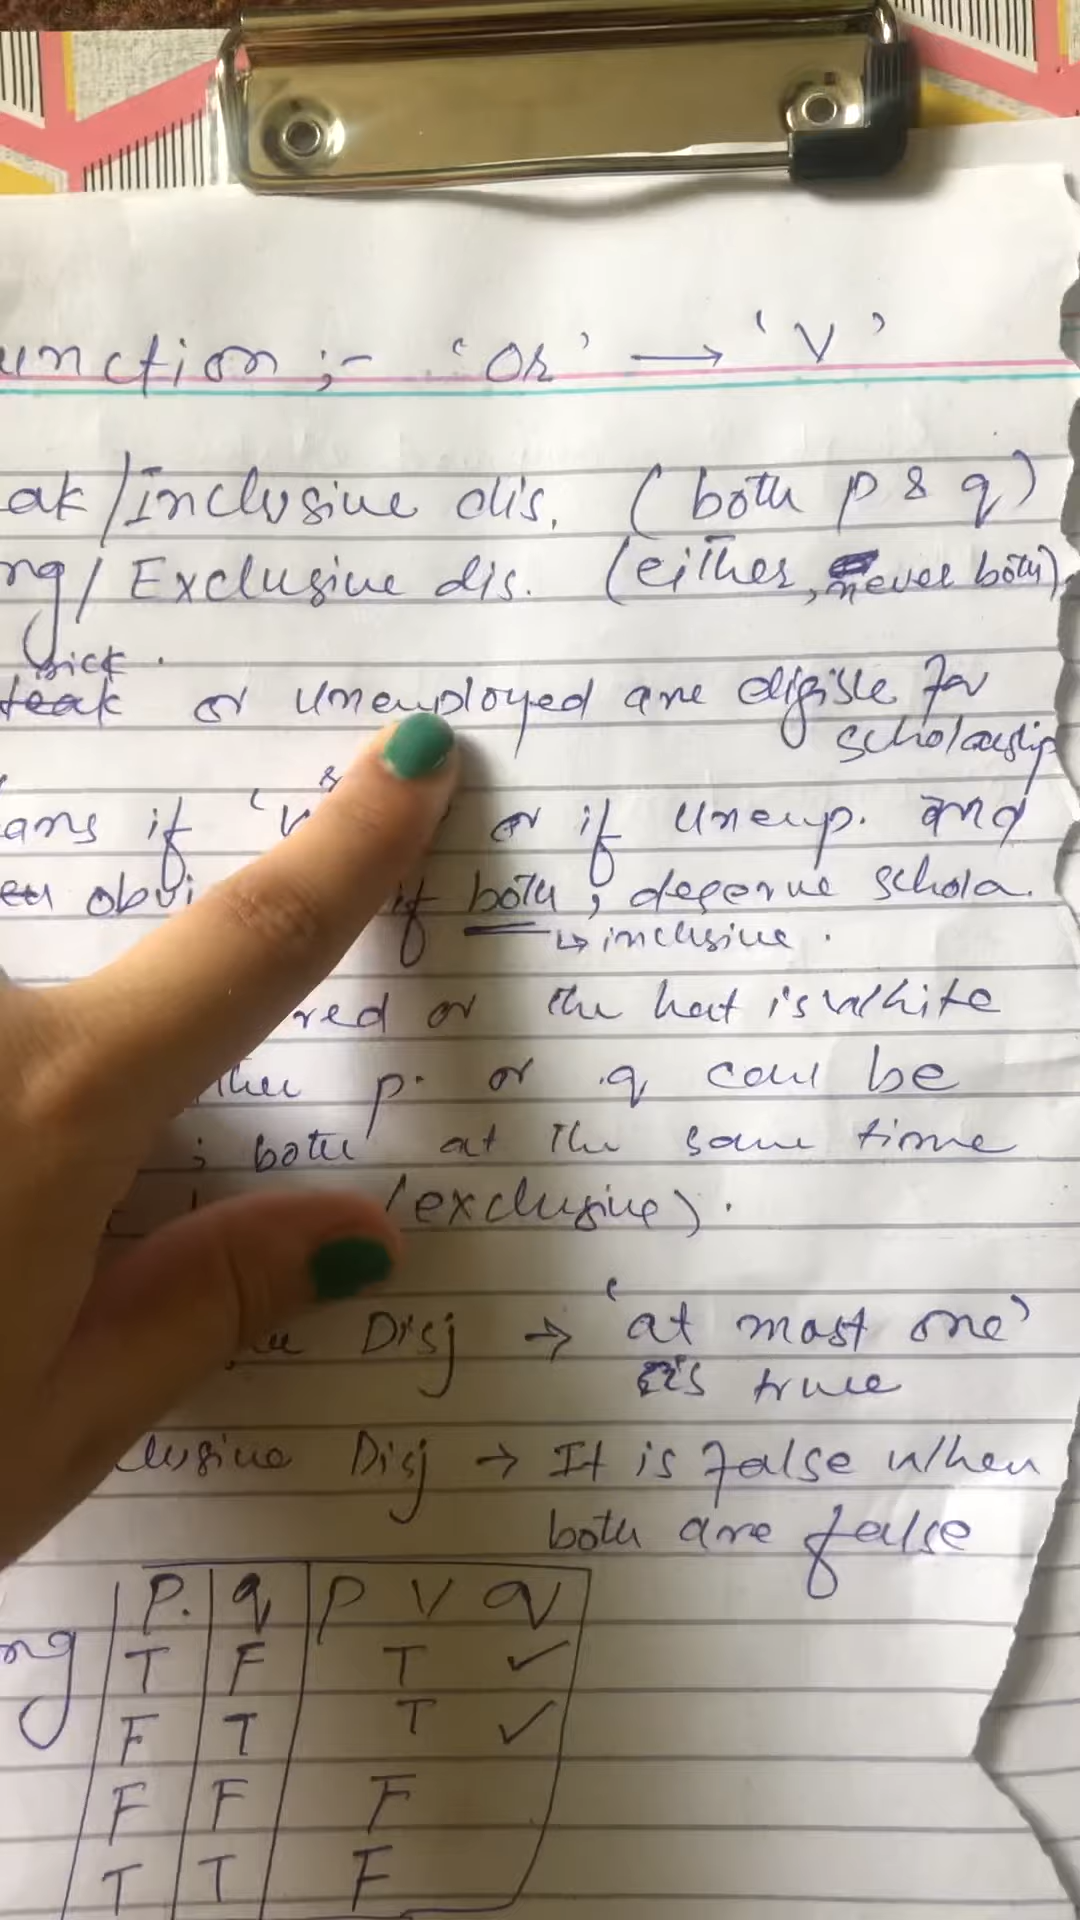 unction ;- 'OR' → 'V'
ak/Inclusive dis. (both p & q)
ng/ Exclusive dis. (either, never both)
sick.
or unemployed are eligible for
scholarship
ans if or if unemp. and
obvi if both, deserve schola.
↳ inclusive.
red or the hat is white
p. or q can be
; both at the same time
(exclusive).
Disj → 'at most one'
is true
clusive Disj → It is false when
both are false
P. q P V q
ng T F T ✓
F T T ✓
F F F
T T F